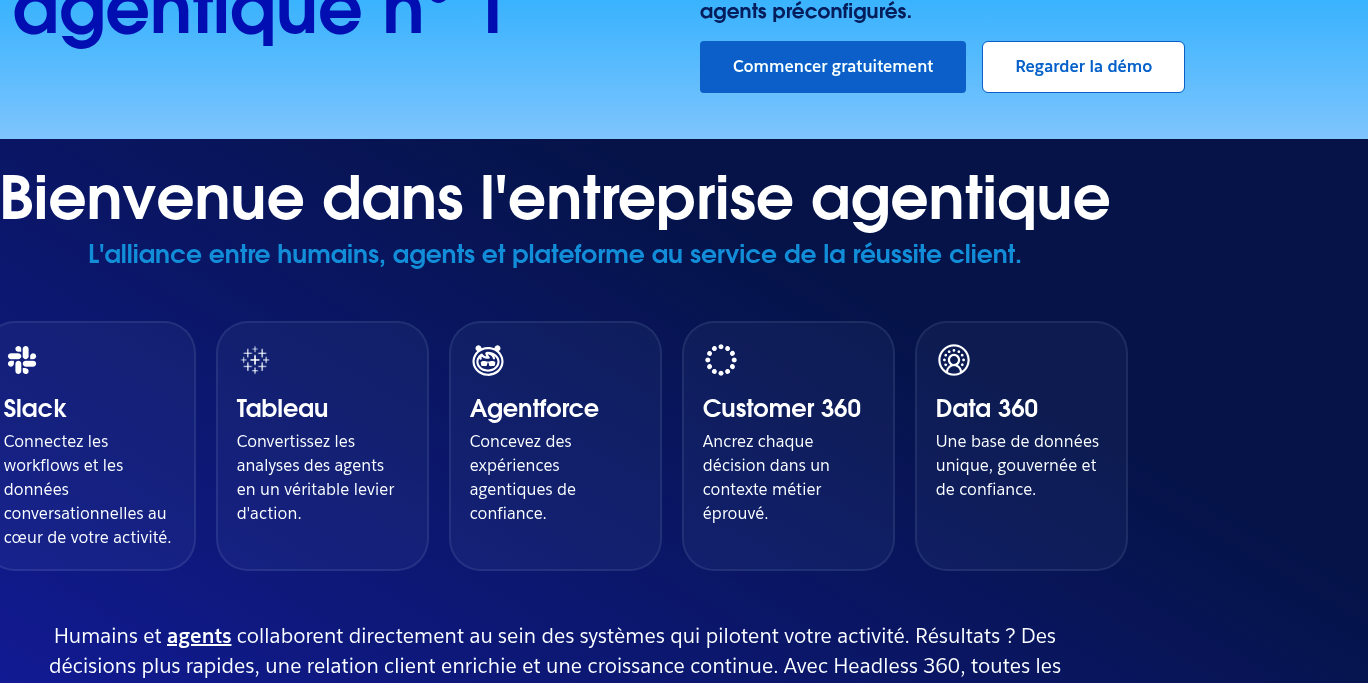 agentique n° 1
agents préconfigurés.
Commencer gratuitement
Regarder la démo
Bienvenue dans l'entreprise agentique
L'alliance entre humains, agents et plateforme au service de la réussite client.
Slack
Connectez les
workflows et les
données
conversationnelles au
cœur de votre activité.
Tableau
Convertissez les
analyses des agents
en un véritable levier
d'action.
Agentforce
Concevez des
expériences
agentiques de
confiance.
Customer 360
Ancrez chaque
décision dans un
contexte métier
éprouvé.
Data 360
Une base de données
unique, gouvernée et
de confiance.
Humains et agents collaborent directement au sein des systèmes qui pilotent votre activité. Résultats ? Des
décisions plus rapides, une relation client enrichie et une croissance continue. Avec Headless 360, toutes les